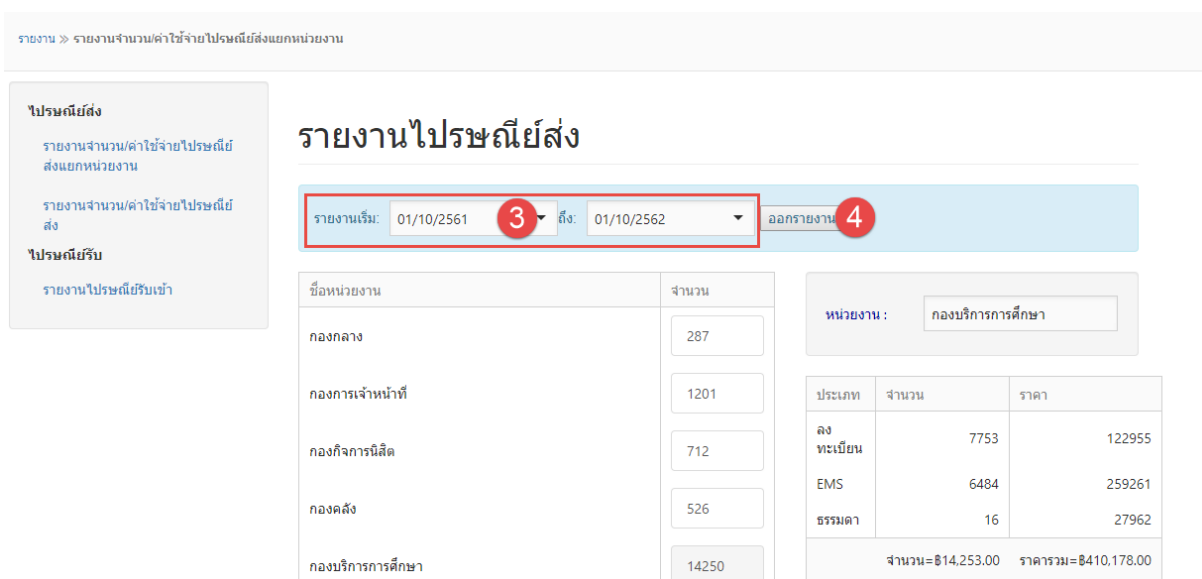 รายงาน » รายงานจำนวน/ค่าใช้จ่ายไปรษณีย์ส่งแยกหน่วยงาน
ไปรษณีย์ส่ง
รายงานจำนวน/ค่าใช้จ่ายไปรษณีย์
ส่งแยกหน่วยงาน
รายงานจำนวน/ค่าใช้จ่ายไปรษณีย์
ส่ง
ไปรษณีย์รับ
รายงานไปรษณีย์รับเข้า
รายงานไปรษณีย์ส่ง
รายงานเริ่ม: 01/10/2561 3 ถึง: 01/10/2562 ออกรายงาน 4
ชื่อหน่วยงาน จำนวน
กองกลาง 287
กองการเจ้าหน้าที่ 1201
กองกิจการนิสิต 712
กองคลัง 526
กองบริการการศึกษา 14250
หน่วยงาน : กองบริการการศึกษา
ประเภท จำนวน ราคา
ลง
ทะเบียน 7753 122955
EMS 6484 259261
ธรรมดา 16 27962
จำนวน=฿14,253.00 ราคารวม=฿410,178.00